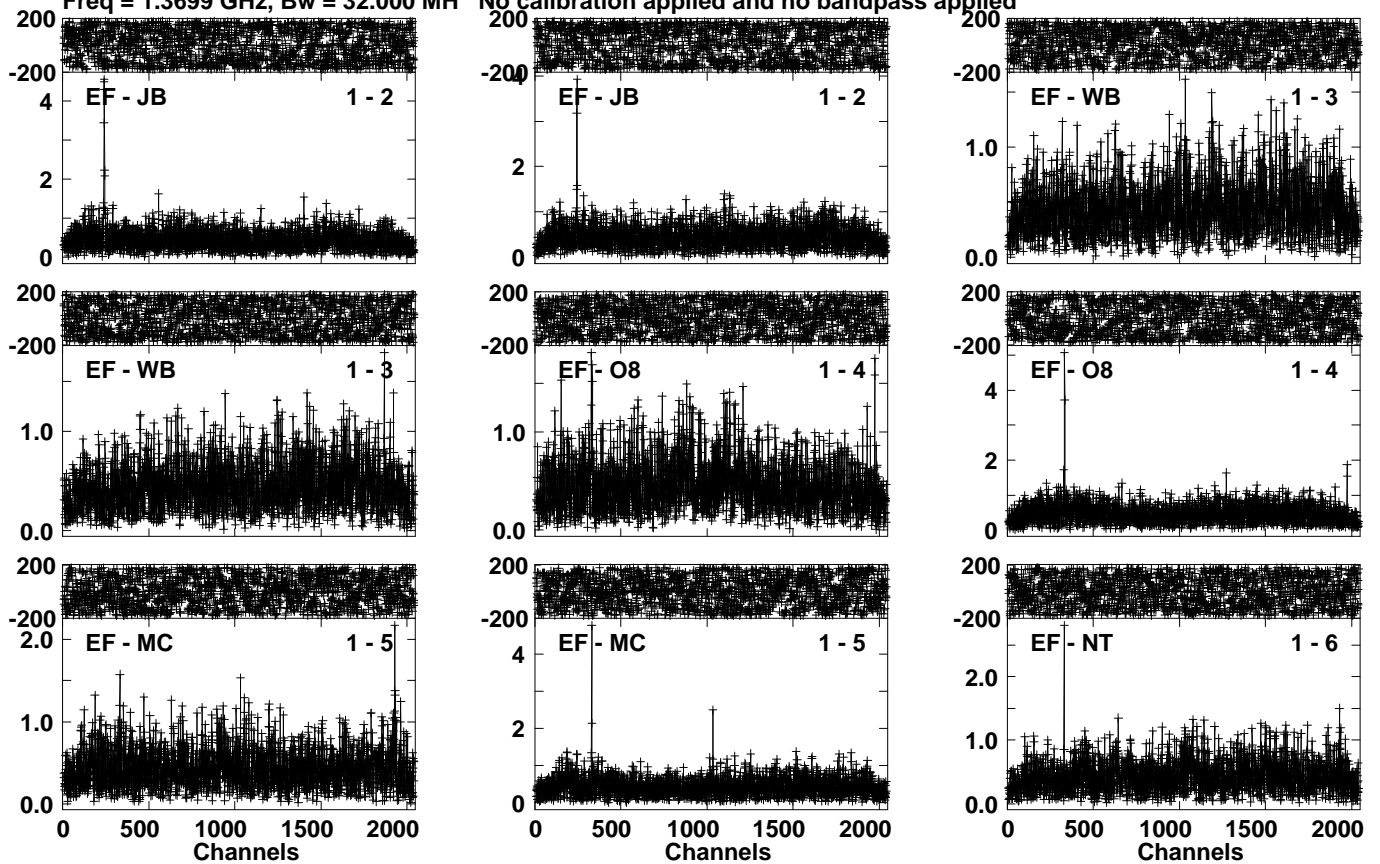 Freq = 1.3699 GHz, Bw = 32.000 MH No calibration applied and no bandpass applied
200 200 200
-200 -200 -200
EF - JB 1 - 2 EF - JB 1 - 2 EF - WB 1 - 3
4 4
2 2 1.0
0 0 0.0
200 200 200
-200 -200 -200
EF - WB 1 - 3 EF - O8 1 - 4 EF - O8 1 - 4
4
1.0 1.0 2
0.0 0.0 0
200 200 200
-200 -200 -200
EF - MC 1 - 5 EF - MC 1 - 5 EF - NT 1 - 6
2.0 4 2.0
1.0 2 1.0
0.0 0 0.0
0 500 1000 1500 2000 0 500 1000 1500 2000 0 500 1000 1500 2000
Channels Channels Channels